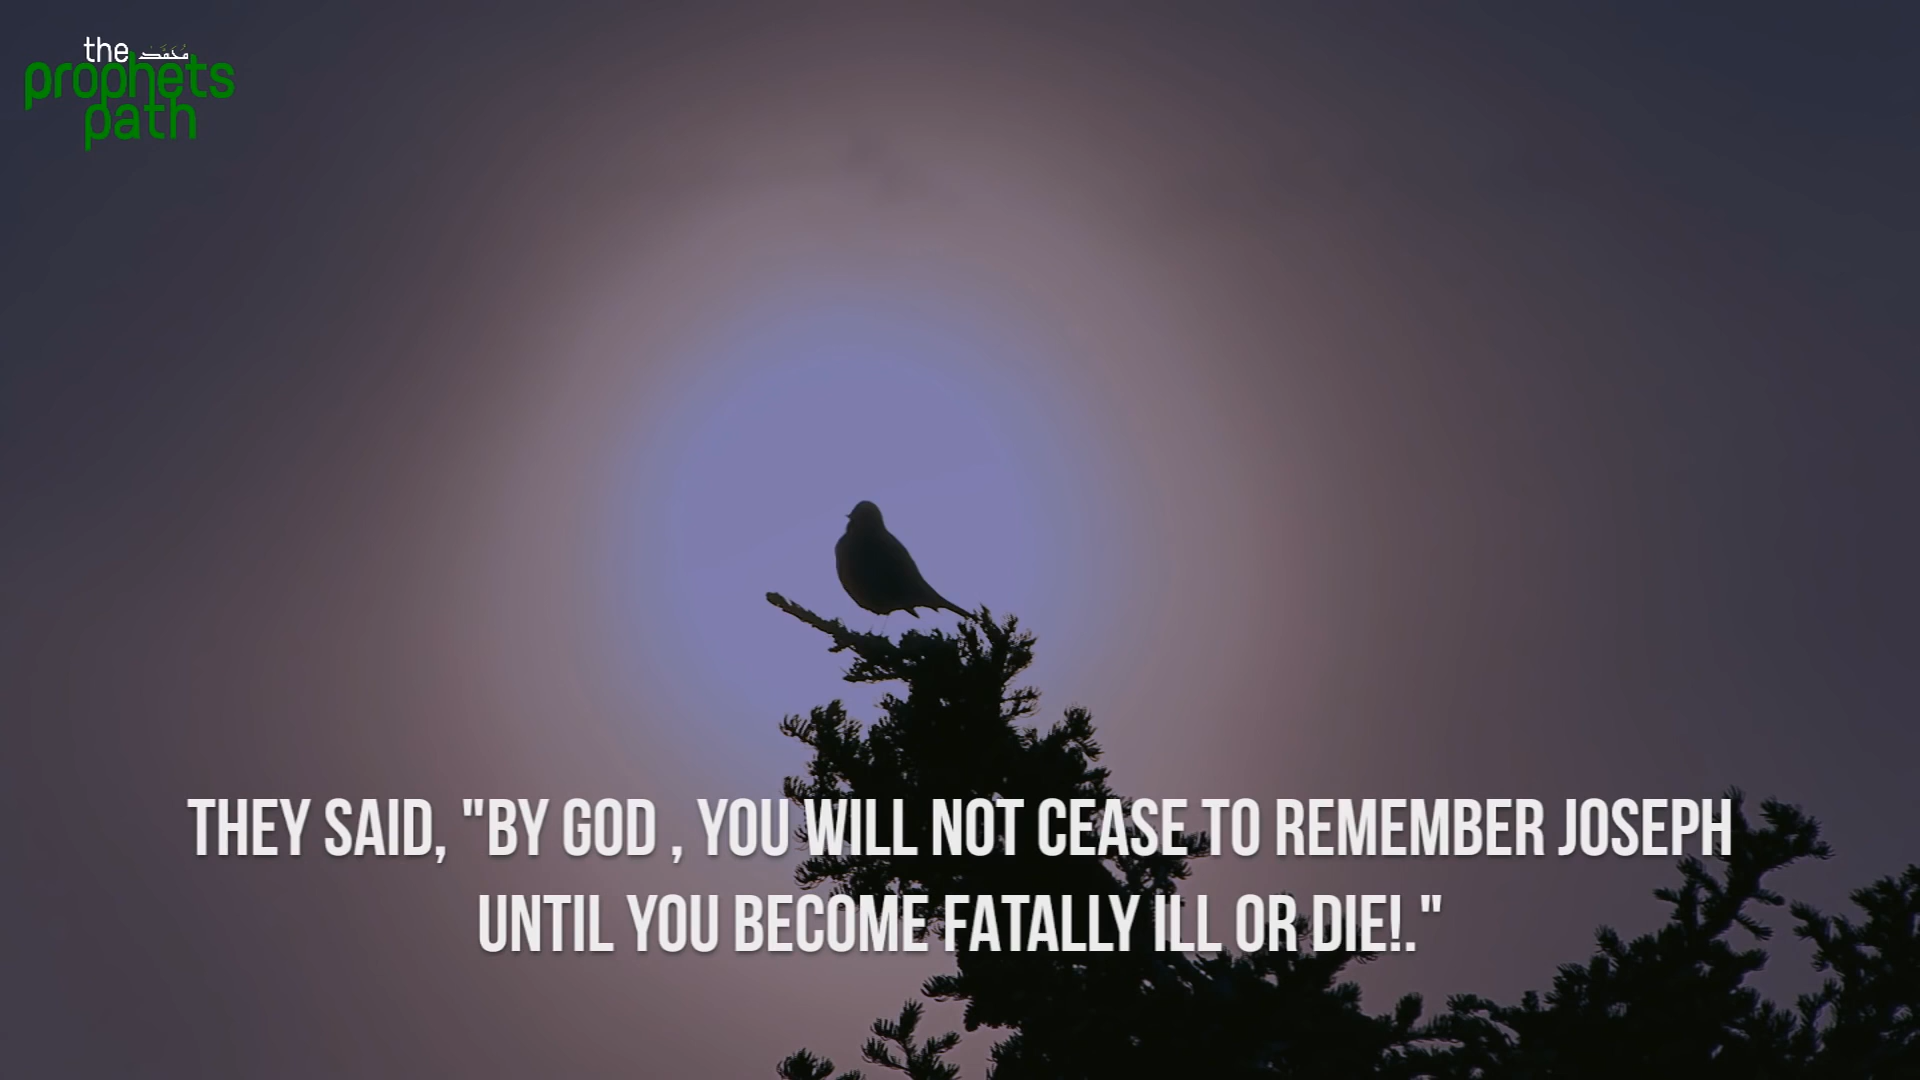 the مُحَمَّد
prophets
path
THEY SAID, "BY GOD , YOU WILL NOT CEASE TO REMEMBER JOSEPH
UNTIL YOU BECOME FATALLY ILL OR DIE!."